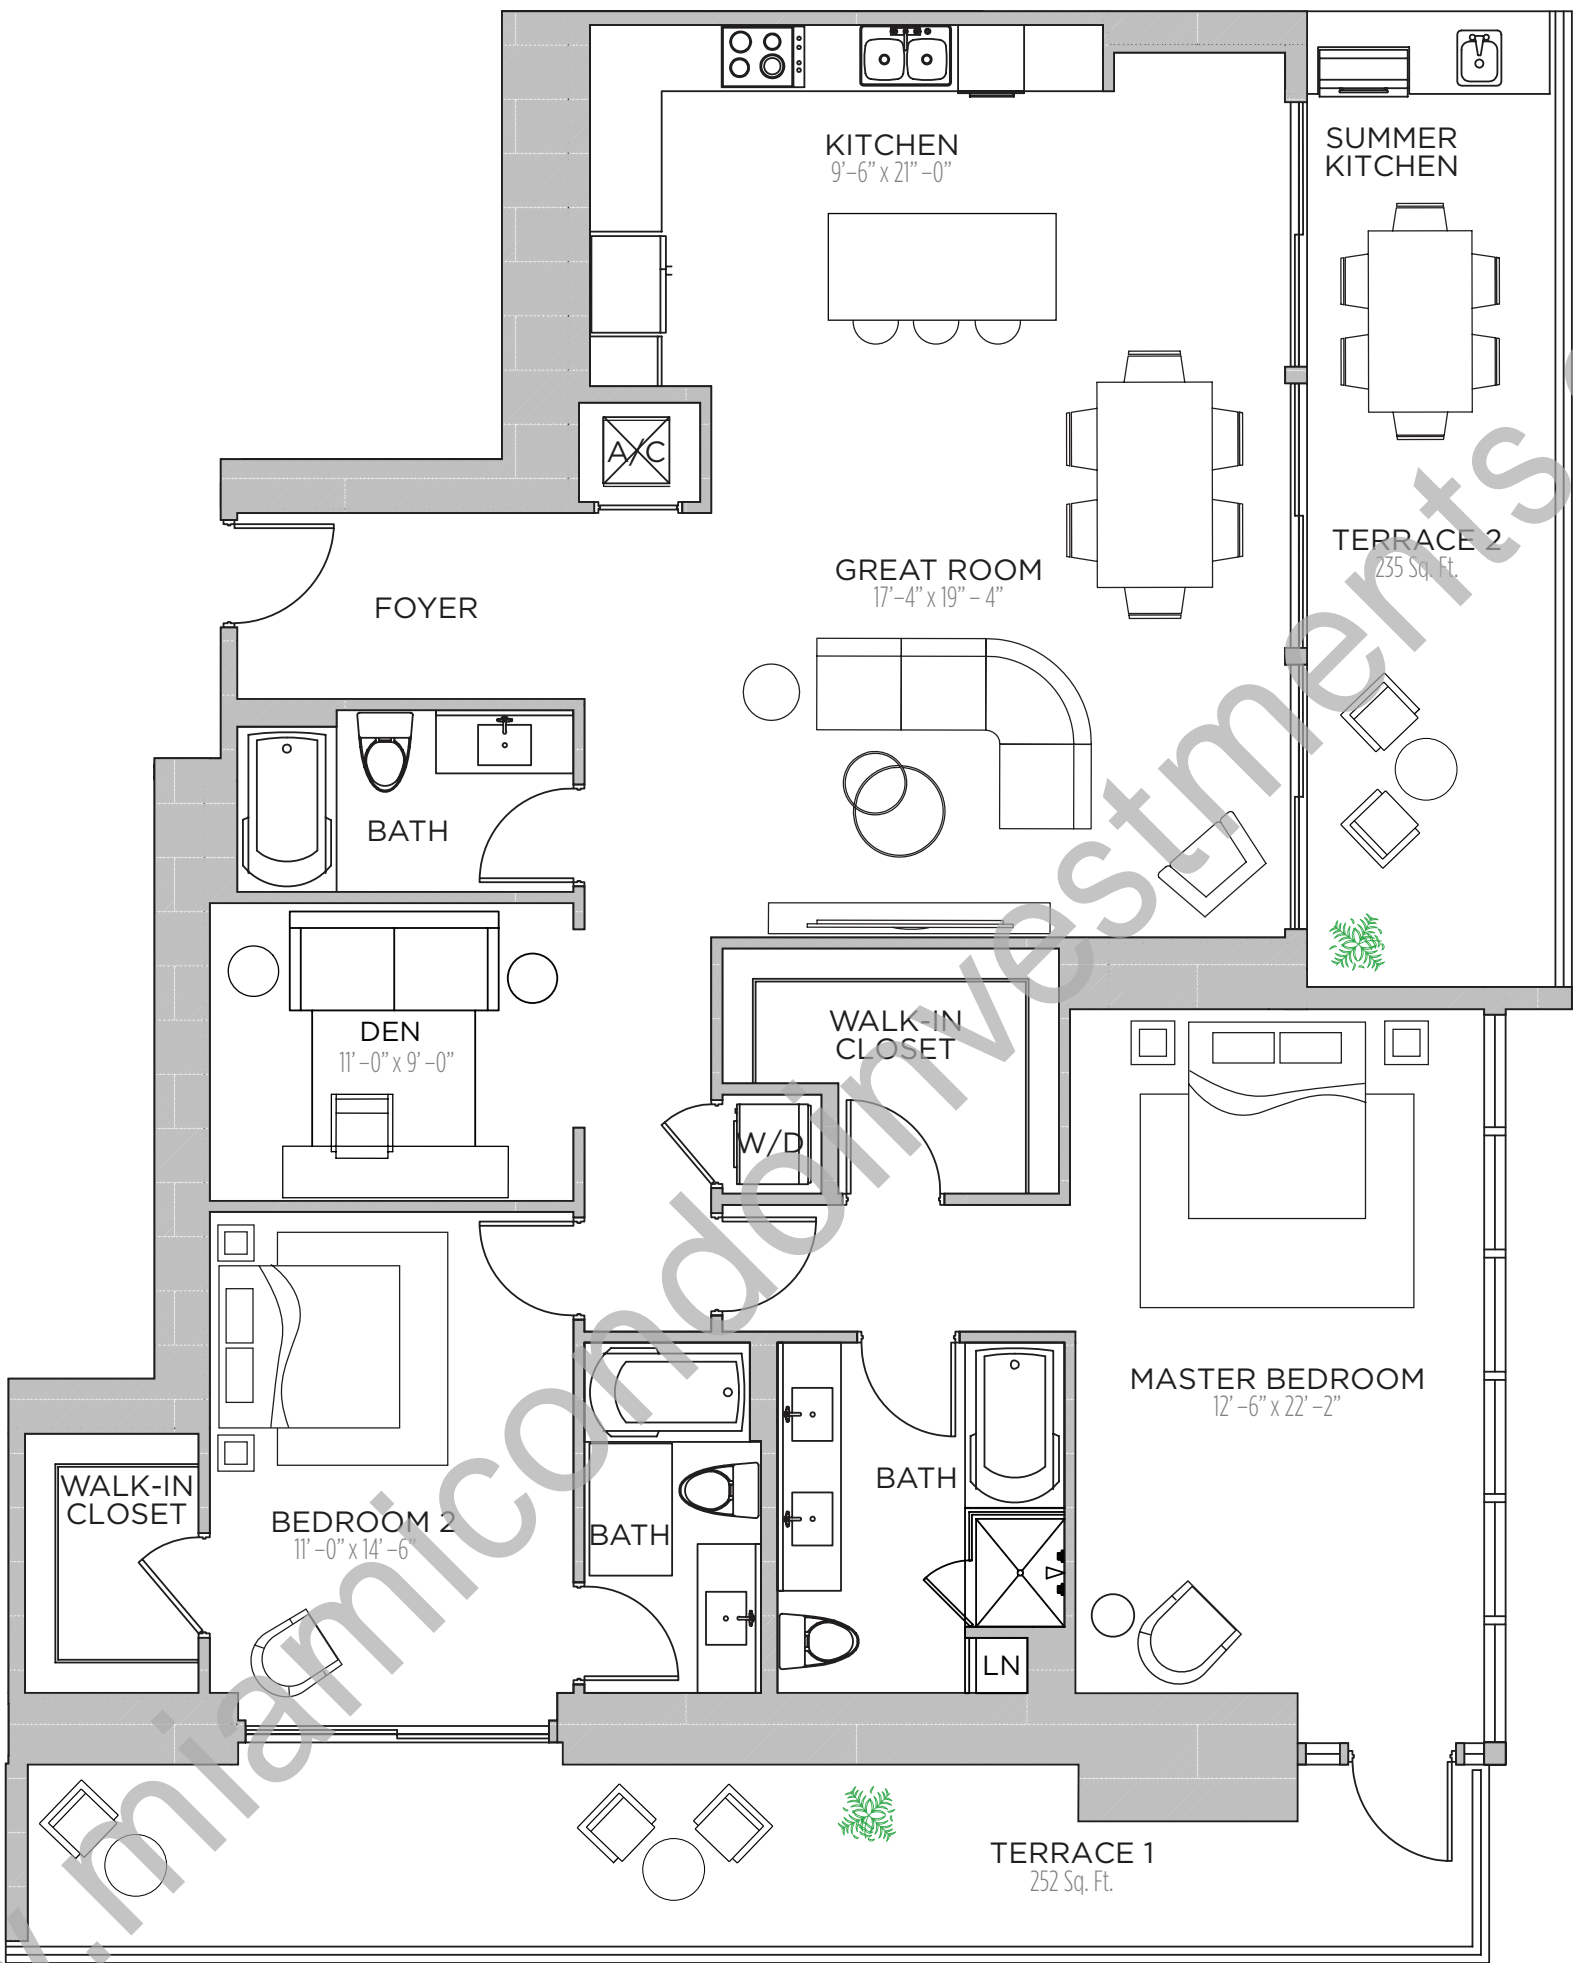 KITCHEN
9’–6” x 21” –0”
SUMMER
KITCHEN
A/C
GREAT ROOM
17’–4” x 19” – 4”
TERRACE 2
235 Sq. Ft.
FOYER
BATH
DEN
11’ –0” x 9’ –0”
WALK-IN
CLOSET
W/D
MASTER BEDROOM
12’ –6” x 22’ –2”
WALK-IN
CLOSET
BEDROOM 2
11’ –0” x 14’ –6”
BATH
BATH
LN
TERRACE 1
252 Sq. Ft.
.miamicondoinvestments